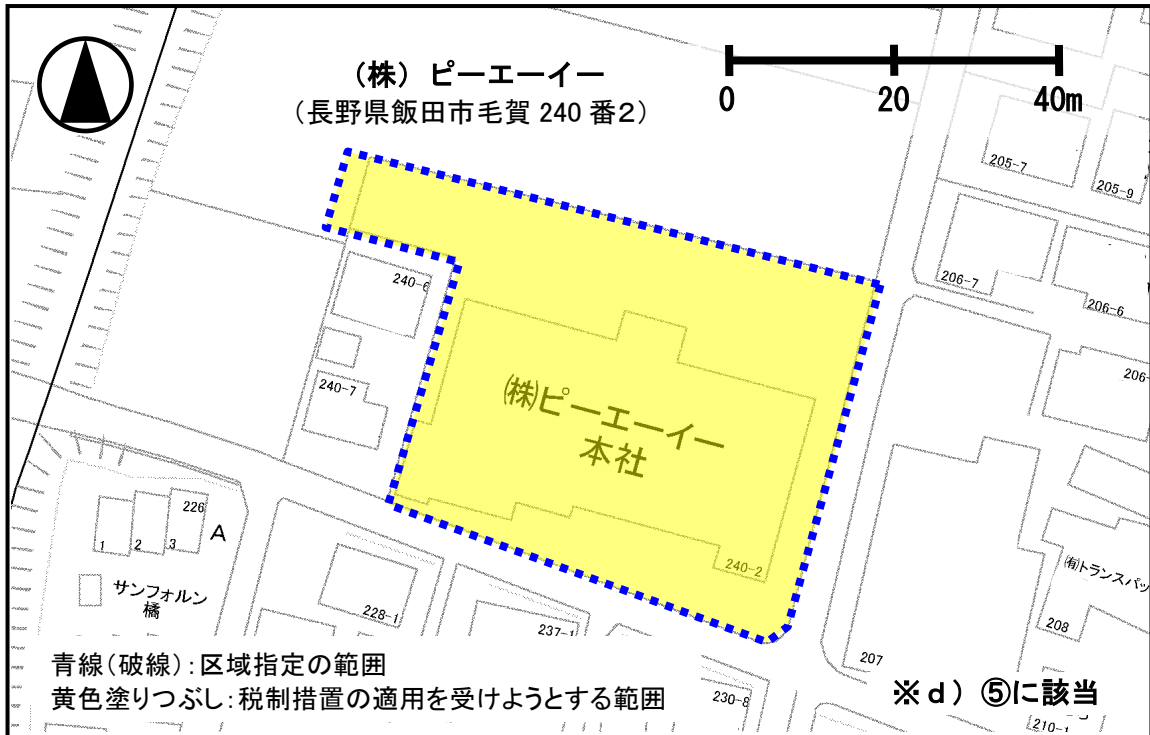 (株) ピーエーイー
(長野県飯田市毛賀 240 番2)
0 20 40m
205-7
205-9
206-7
206-6
206-
240-6
240-7
㈱ピーエーイー
本社
240-2
226
1 2 3
A
サンフォルン
橘
228-1
237-1
㈲トランスパッ
208
207
230-8
210-1
青線(破線):区域指定の範囲
黄色塗りつぶし:税制措置の適用を受けようとする範囲
※d) ⑤に該当